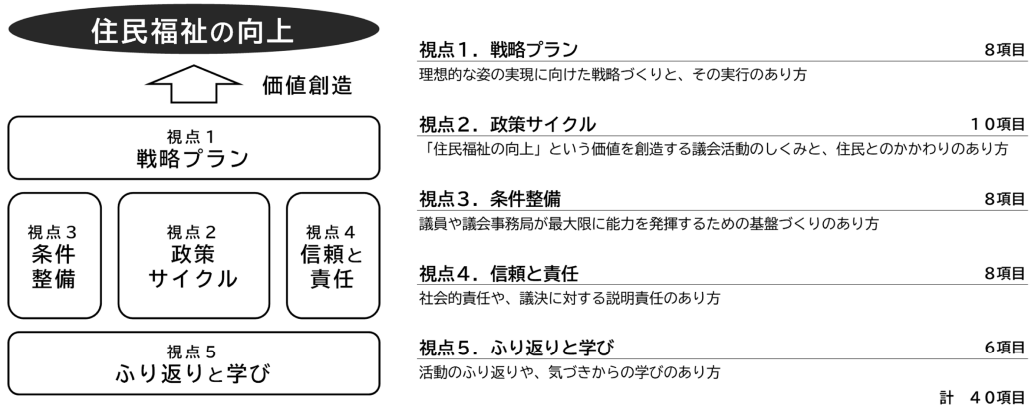 住民福祉の向上
価値創造
視点１
戦略プラン
視点３
条件
整備
視点２
政策
サイクル
視点４
信頼と
責任
視点５
ふり返りと学び
視点１．戦略プラン ８項目
理想的な姿の実現に向けた戦略づくりと、その実行のあり方
視点２．政策サイクル １０項目
「住民福祉の向上」という価値を創造する議会活動のしくみと、住民とのかかわりのあり方
視点３．条件整備 ８項目
議員や議会事務局が最大限に能力を発揮するための基盤づくりのあり方
視点４．信頼と責任 ８項目
社会的責任や、議決に対する説明責任のあり方
視点５．ふり返りと学び ６項目
活動のふり返りや、気づきからの学びのあり方
計 ４０項目